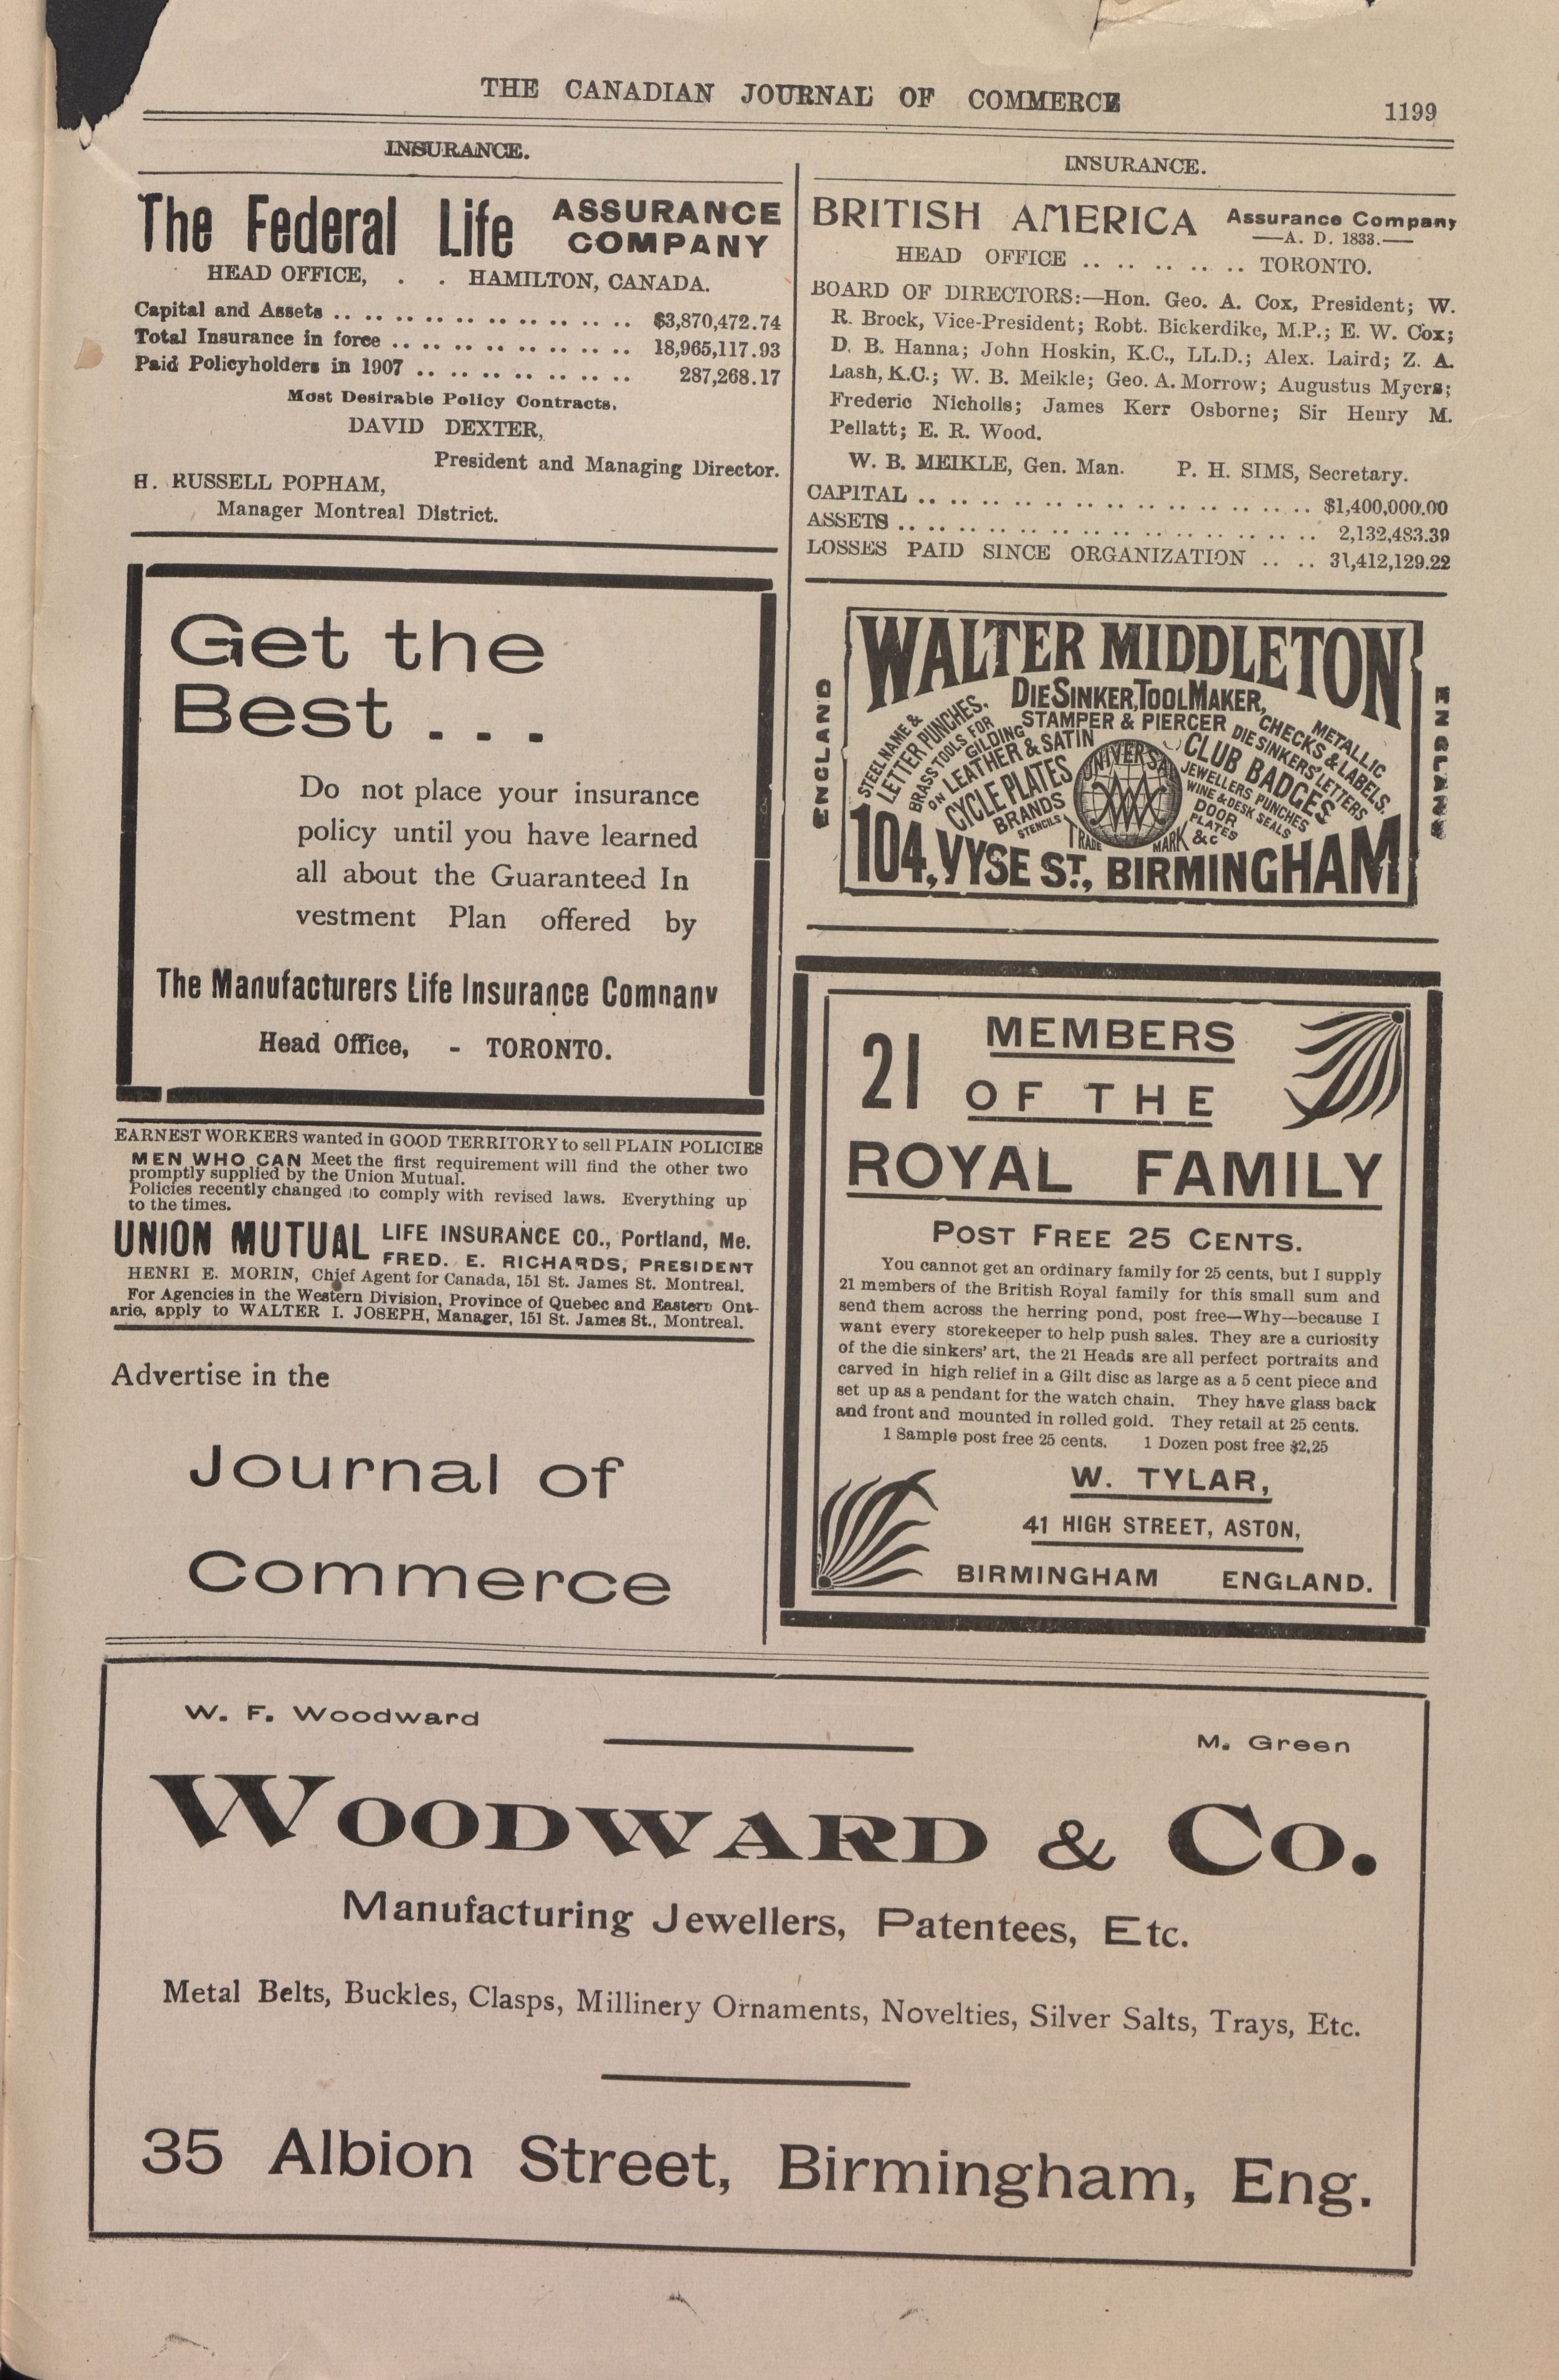 THE CANADIAN JOURNAL OF COMMERCE
1199
INSURANCE.
The Federal Life ASSURANCE COMPANY
HEAD OFFICE, . . HAMILTON, CANADA.
Capital and Assets .. .. .. .. .. .. .. .. .. .. $3,870,472.74
Total Insurance in force .. .. .. .. .. .. .. .. 18,965,117.93
Paid Policyholders in 1907 .. .. .. .. .. .. .. 287,268.17
Most Desirable Policy Contracts.
DAVID DEXTER,
President and Managing Director.
H. RUSSELL POPHAM,
Manager Montreal District.
Get the
Best . . .
Do not place your insurance
policy until you have learned
all about the Guaranteed In
vestment Plan offered by
The Manufacturers Life Insurance Comnanv
Head Office, - TORONTO.
EARNEST WORKERS wanted in GOOD TERRITORY to sell PLAIN POLICIES
MEN WHO CAN Meet the first requirement will find the other two
promptly supplied by the Union Mutual.
Policies recently changed to comply with revised laws. Everything up
to the times.
UNION MUTUAL LIFE INSURANCE CO., Portland, Me.
FRED. E. RICHARDS, PRESIDENT
HENRI E. MORIN, Chief Agent for Canada, 151 St. James St. Montreal.
For Agencies in the Western Division, Province of Quebec and Eastern Ont-
ario, apply to WALTER I. JOSEPH, Manager, 151 St. James St., Montreal.
Advertise in the
Journal of
Commerce
INSURANCE.
BRITISH AMERICA Assurance Company
—A. D. 1833.—
HEAD OFFICE .. .. .. .. .. TORONTO.
BOARD OF DIRECTORS:—Hon. Geo. A. Cox, President; W.
R. Brock, Vice-President; Robt. Bickerdike, M.P.; E. W. Cox;
D. B. Hanna; John Hoskin, K.C., LL.D.; Alex. Laird; Z. A.
Lash, K.C.; W. B. Meikle; Geo. A. Morrow; Augustus Myers;
Frederic Nicholls; James Kerr Osborne; Sir Henry M.
Pellatt; E. R. Wood.
W. B. MEIKLE, Gen. Man. P. H. SIMS, Secretary.
CAPITAL .. .. .. .. .. .. .. .. .. .. .. .. .. $1,400,000.00
ASSETS .. .. .. .. .. .. .. .. .. .. .. .. .. .. 2,132,483.39
LOSSES PAID SINCE ORGANIZATION .. .. 31,412,129.22
ENGLAND
WALTER MIDDLETON
DIE SINKER, TOOL MAKER,
STAMPER & PIERCER
STEEL NAME &
LETTER PUNCHES,
BRASS TOOLS FOR
GILDING
ON LEATHER & SATIN
CYCLE PLATES
BRANDS
STENCILS
UNIVERSAL
TRADE MARK
METALLIC
CHECKS & LABELS,
DIE SINKERS' LETTERS
CLUB BADGES
JEWELLERS PUNCHES
WINE & DESK SEALS
DOOR
PLATES
&c
104, VYSE ST., BIRMINGHAM
ENGLAND
21 MEMBERS
OF THE
ROYAL FAMILY
POST FREE 25 CENTS.
You cannot get an ordinary family for 25 cents, but I supply
21 members of the British Royal family for this small sum and
send them across the herring pond, post free—Why—because I
want every storekeeper to help push sales. They are a curiosity
of the die sinkers' art, the 21 Heads are all perfect portraits and
carved in high relief in a Gilt disc as large as a 5 cent piece and
set up as a pendant for the watch chain. They have glass back
and front and mounted in rolled gold. They retail at 25 cents.
1 Sample post free 25 cents. 1 Dozen post free $2,25
W. TYLAR,
41 HIGH STREET, ASTON,
BIRMINGHAM ENGLAND.
W. F. Woodward
M. Green
WOODWARD & CO.
Manufacturing Jewellers, Patentees, Etc.
Metal Belts, Buckles, Clasps, Millinery Ornaments, Novelties, Silver Salts, Trays, Etc.
35 Albion Street, Birmingham, Eng.